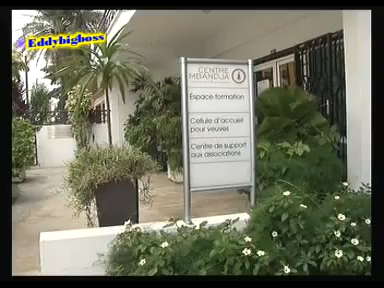 Eddybigboss
CENTRE
MBANDJA
Espace formation
Cellule d'accueil
pour veuves
Centre de support
aux associations